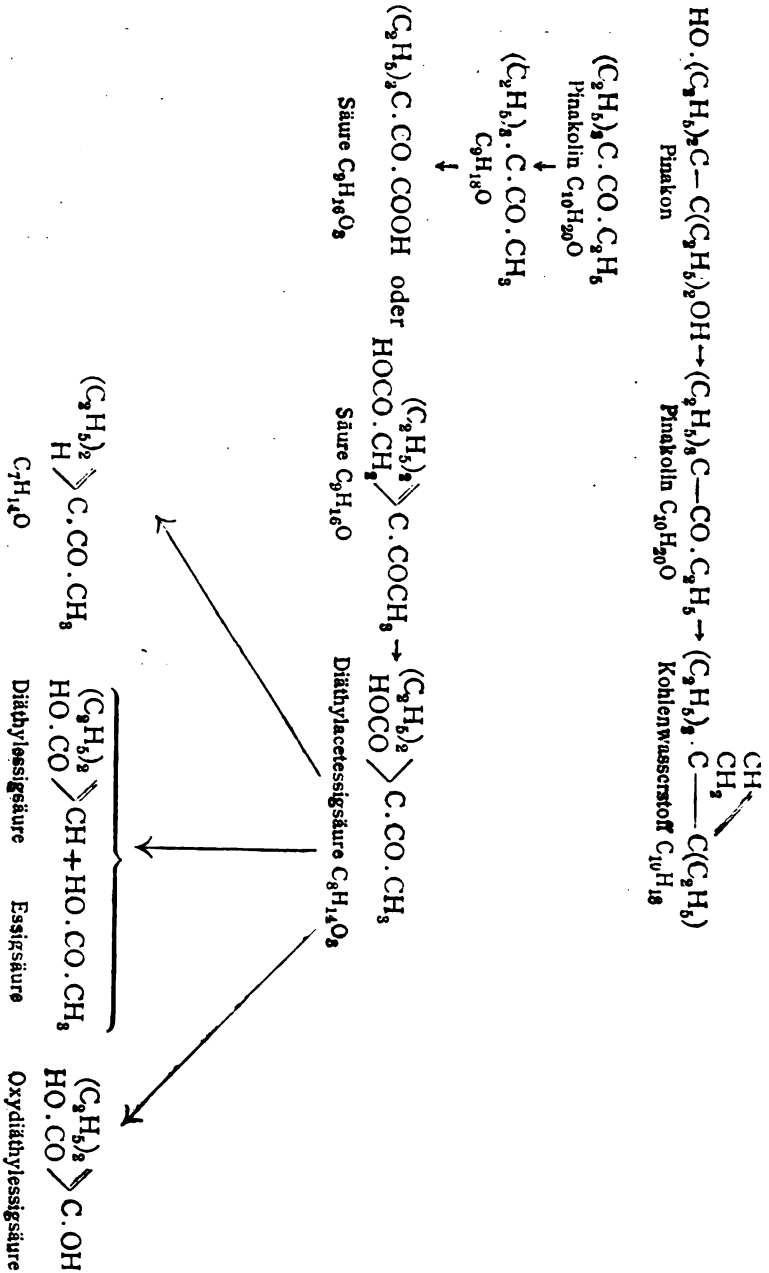 HO.(C₂H₅)₂C—C(C₂H₅)₂OH→(C₂H₅)₃C—CO.C₂H₅→(C₂H₅)₂.C——C(C₂H₅)
CH₃
CH₂
Pinakon Pinakolin C₁₀H₂₀O Kohlenwasserstoff C₁₀H₁₈
(C₂H₅)₃C.CO.C₂H₅
Pinakolin C₁₀H₂₀O
↓
(C₂H₅)₃.C.CO.CH₃
C₉H₁₈O
↓
(C₂H₅)₃C.CO.COOH oder (C₂H₅)₂ HOCO.CH₂ >C.COCH₃→ (C₂H₅)₂ HOCO >C.CO.CH₃
Säure C₉H₁₆O₃ Säure C₉H₁₆O Diäthylacetessigsäure C₈H₁₄O₃
(C₂H₅)₂ H >C.CO.CH₃ (C₂H₅)₂ HO.CO >CH+HO.CO.CH₃ (C₂H₅)₂ HO.CO >C.OH
C₇H₁₄O Diäthylessigsäure Essigsäure Oxydiäthylessigsäure